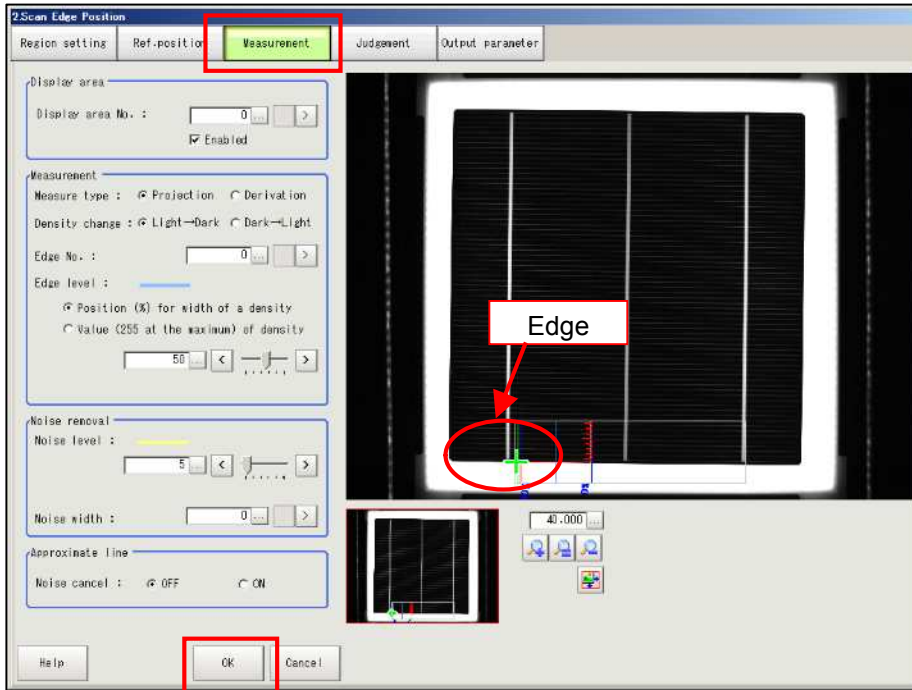 2.Scan Edge Position
Region setting Ref.position Measurement Judgement Output parameter
Display area
Display area No. : 0 ... >
Enabled
Measurement
Measure type : Projection Derivation
Density change : Light→Dark Dark→Light
Edge No. : 0 ... >
Edge level :
Position (%) for width of a density
Value (255 at the maximum) of density
50 ... < >
Edge
Noise removal
Noise level :
5 ... < >
Noise width : 0 ... >
40.000 ...
Approximate line
Noise cancel : OFF ON
Help OK Cancel